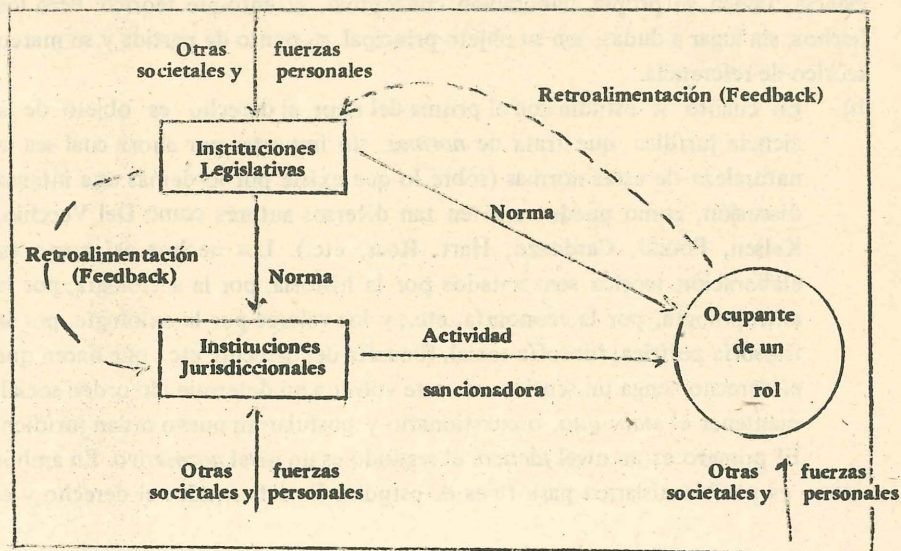 Otras fuerzas
societales y personales
Retroalimentación (Feedback)
Instituciones
Legislativas
Norma
Retroalimentación
(Feedback)
Norma
Instituciones
Jurisdiccionales
Actividad
sancionadora
Ocupante
de un
rol
Otras fuerzas
societales y personales
Otras fuerzas
societales y personales